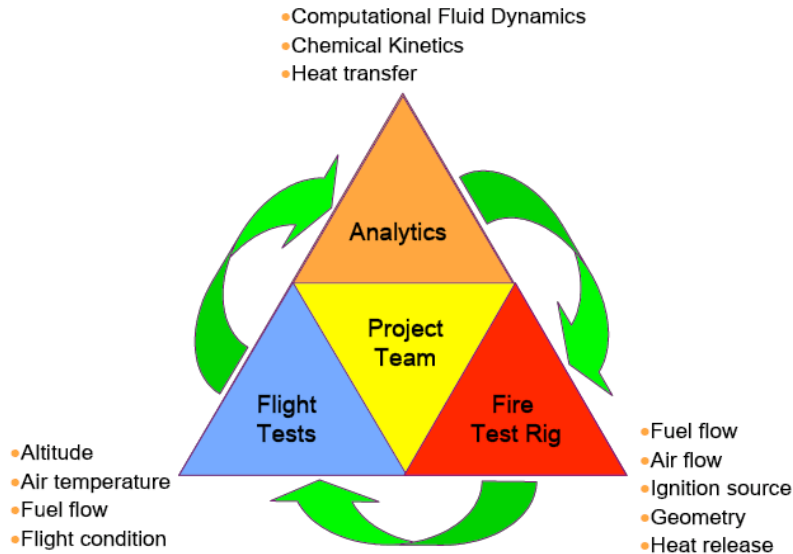 •Computational Fluid Dynamics
•Chemical Kinetics
•Heat transfer
Analytics
Project
Team
Flight
Tests
Fire
Test Rig
•Altitude
•Air temperature
•Fuel flow
•Flight condition
•Fuel flow
•Air flow
•Ignition source
•Geometry
•Heat release